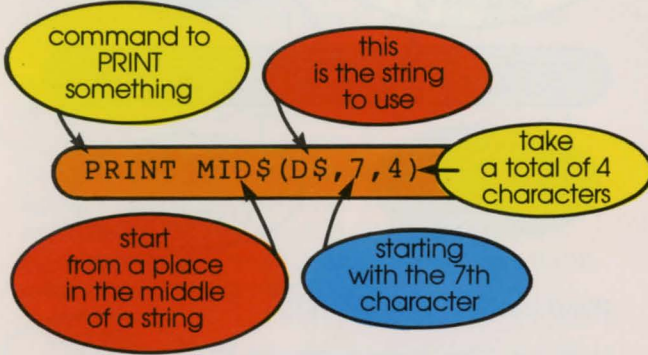 command to
PRINT
something
this
is the string
to use
PRINT MID$(D$,7,4)
take
a total of 4
characters
start
from a place
in the middle
of a string
starting
with the 7th
character